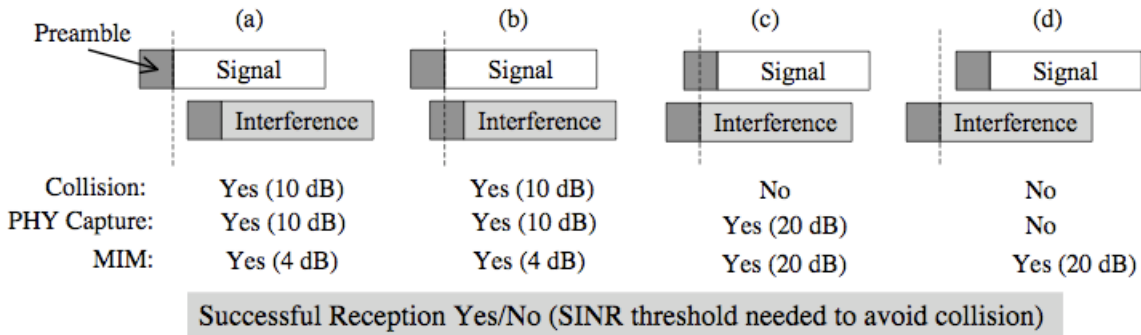 (a) (b) (c) (d)
Preamble
Signal Signal Signal Signal
Interference Interference Interference Interference
Collision: Yes (10 dB) Yes (10 dB) No No
PHY Capture: Yes (10 dB) Yes (10 dB) Yes (20 dB) No
MIM: Yes (4 dB) Yes (4 dB) Yes (20 dB) Yes (20 dB)
Successful Reception Yes/No (SINR threshold needed to avoid collision)